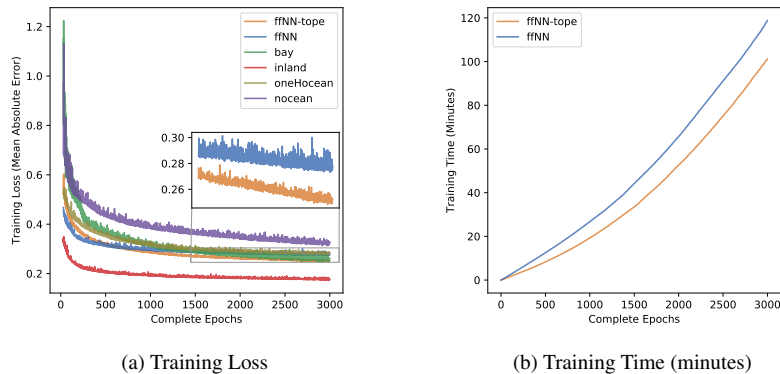 ffNN-tope
ffNN
bay
inland
oneHocean
nocean
Training Loss (Mean Absolute Error)
1.2
1.0
0.8
0.6
0.4
0.2
0.30
0.28
0.26
0 500 1000 1500 2000 2500 3000
Complete Epochs
(a) Training Loss
ffNN-tope
ffNN
Training Time (Minutes)
120
100
80
60
40
20
0
0 500 1000 1500 2000 2500 3000
Complete Epochs
(b) Training Time (minutes)